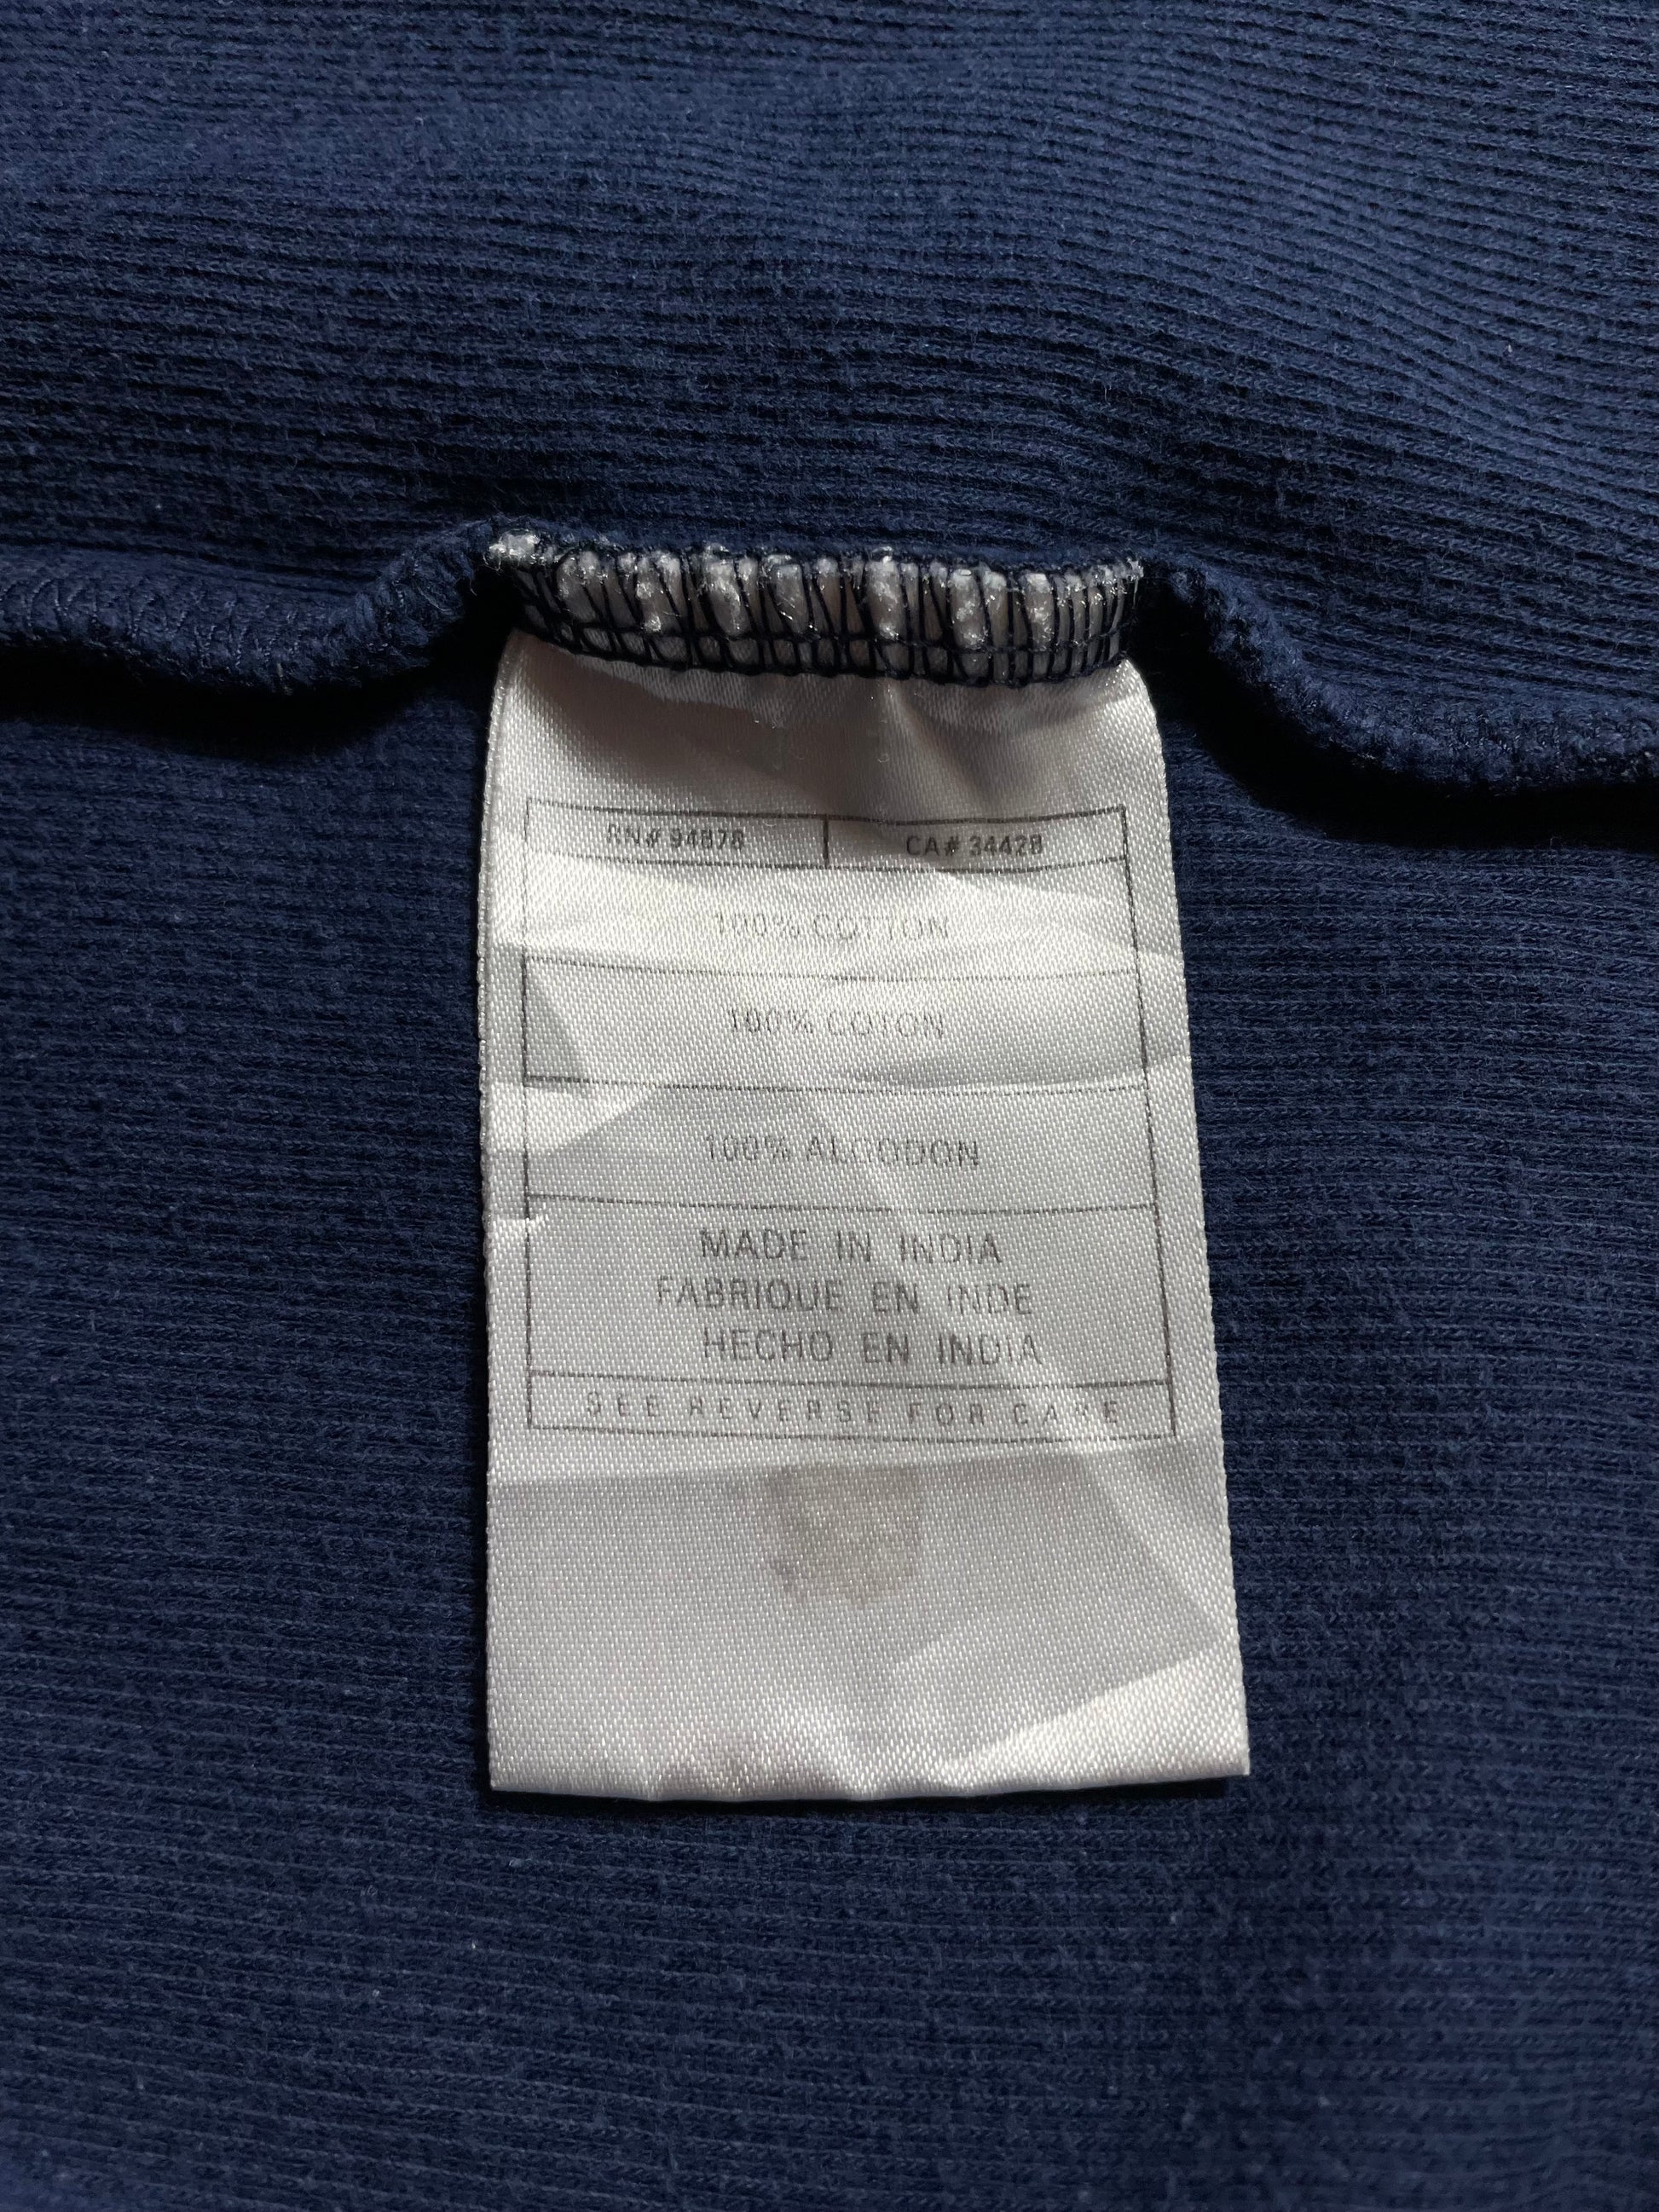 RN# 94878
CA# 34428
100% COTTON
100% COTON
100% ALGODON
MADE IN INDIA
FABRIQUE EN INDE
HECHO EN INDIA
SEE REVERSE FOR CARE